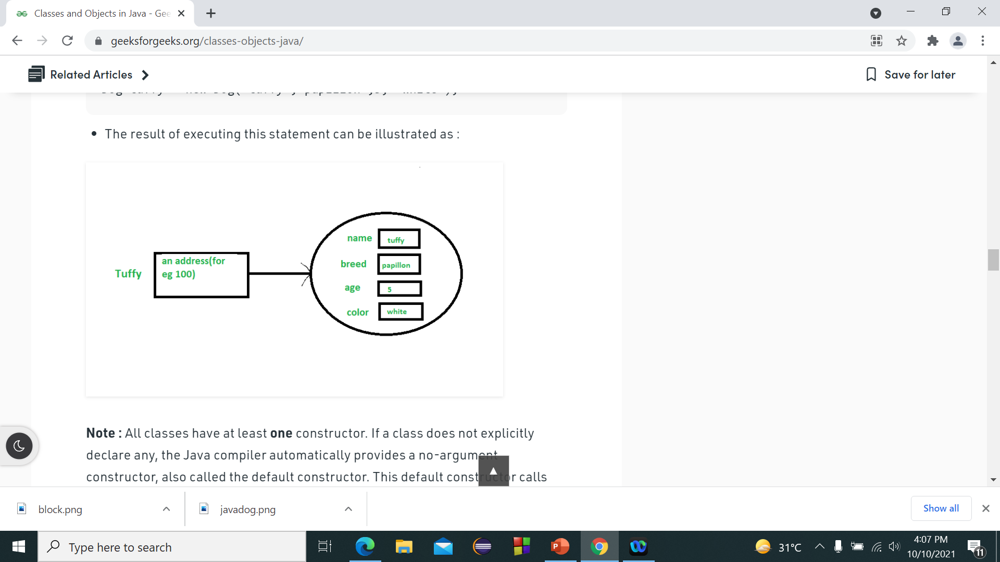 Classes and Objects in Java - Gee
geeksforgeeks.org/classes-objects-java/
Related Articles
Save for later
The result of executing this statement can be illustrated as :
name tuffy
an address(for
eg 100)
breed papillon
Tuffy
age 5
color white
Note : All classes have at least one constructor. If a class does not explicitly
declare any, the Java compiler automatically provides a no-argument
constructor, also called the default constructor. This default constructor calls
block.png
javadog.png
Show all
Type here to search
P
31°C
4:07 PM
10/10/2021
11